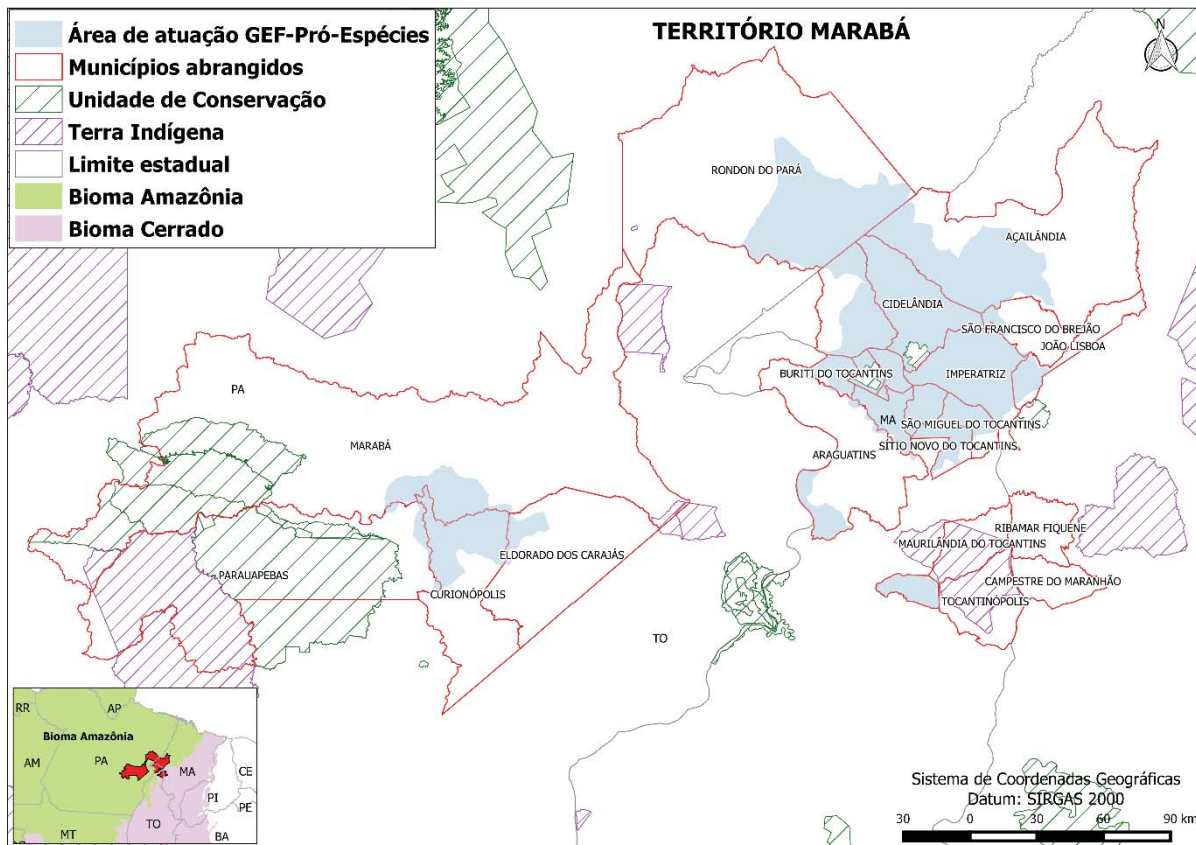 Área de atuação GEF-Pró-Espécies
Municípios abrangidos
Unidade de Conservação
Terra Indígena
Limite estadual
Bioma Amazônia
Bioma Cerrado
TERRITÓRIO MARABÁ
N
RONDON DO PARÁ
AÇAILÂNDIA
CIDELÂNDIA
SÃO FRANCISCO DO BREJÃO
JOÃO LISBOA
BURITI DO TOCANTINS
IMPERATRIZ
PA
MA
SÃO MIGUEL DO TOCANTINS
MARABÁ
SÍTIO NOVO DO TOCANTINS
ARAGUATINS
RIBAMAR FIQUENE
MAURILÂNDIA DO TOCANTINS
ELDORADO DOS CARAJÁS
PARAUAPEBAS
CAMPESTRE DO MARANHÃO
CURIONÓPOLIS
TOCANTINÓPOLIS
TO
RR
AP
Bioma Amazônia
AM
PA
MA
CE
PI
PE
TO
MT
BA
Sistema de Coordenadas Geográficas
Datum: SIRGAS 2000
30 0 30 60 90 km